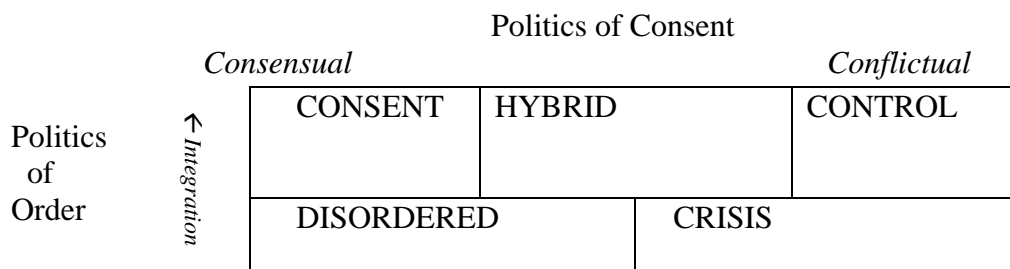 Politics of Consent
Consensual Conflictual
CONSENT HYBRID CONTROL
Politics
of
Order
← Integration
DISORDERED CRISIS